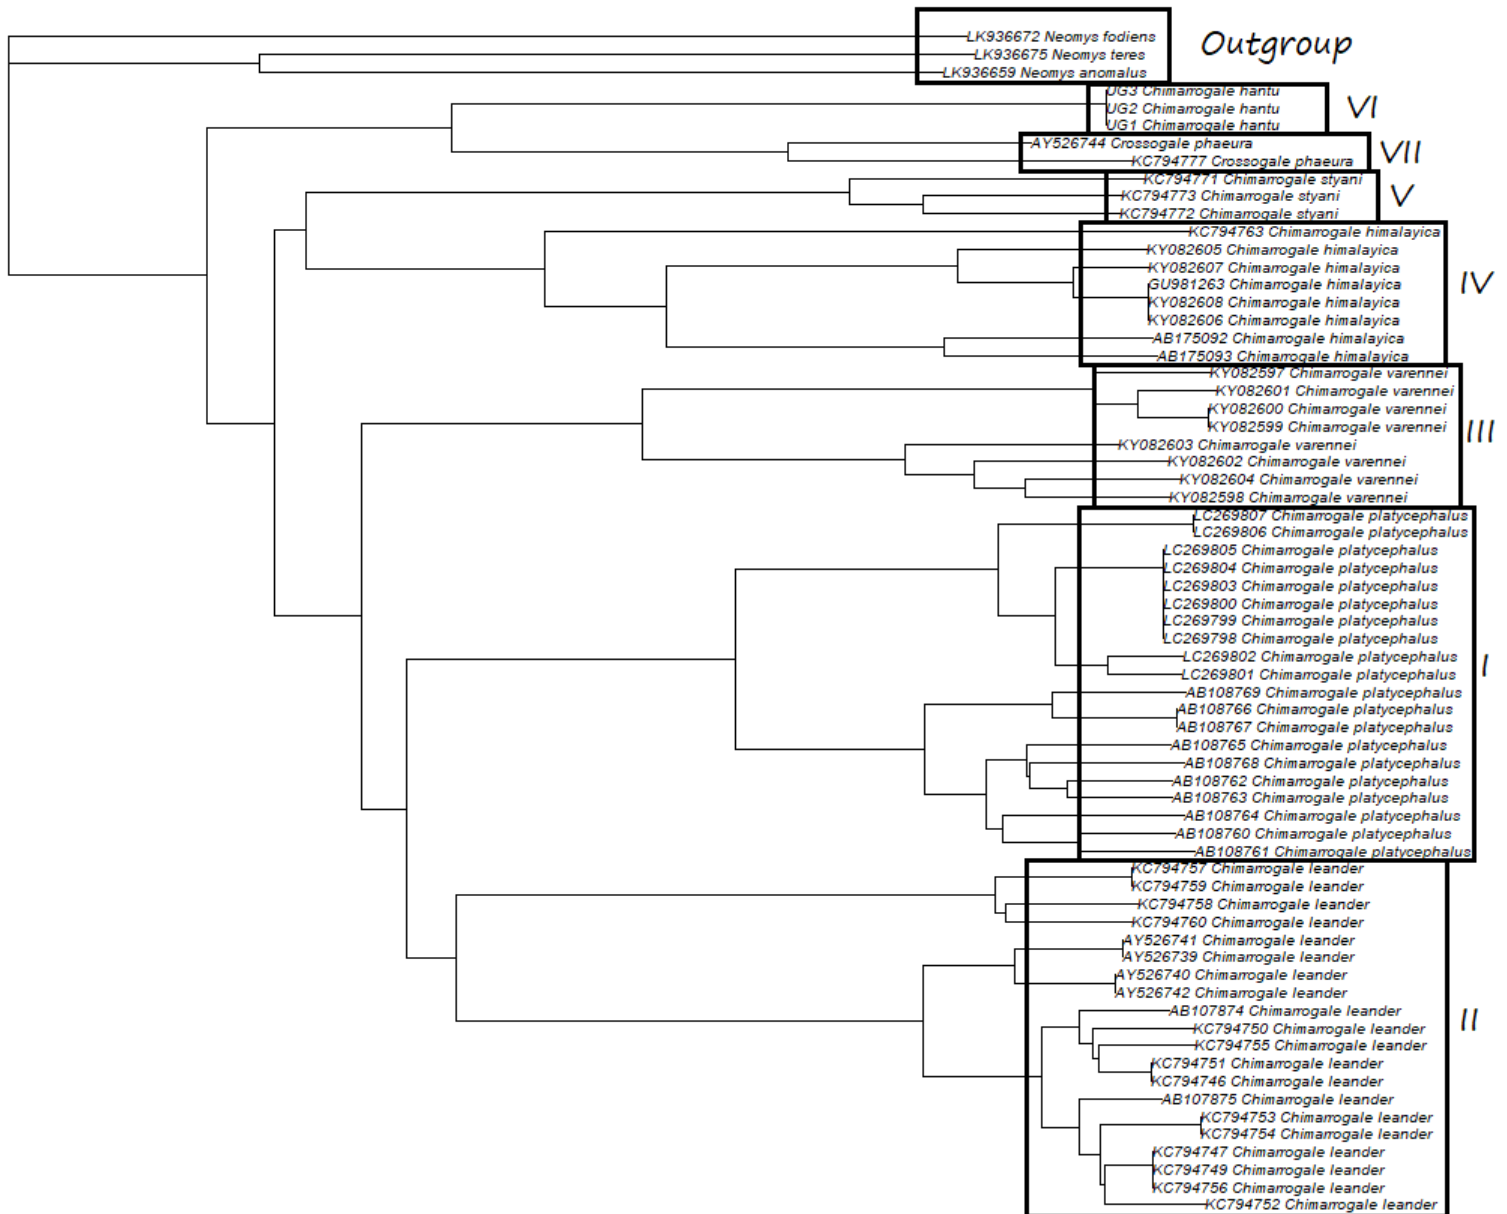 LK936672 Neomys fodiens
Outgroup
LK936675 Neomys teres
LK936659 Neomys anomalus
UG3 Chimarrogale hantu
VI
UG2 Chimarrogale hantu
UG1 Chimarrogale hantu
AY526744 Crossogale phaeura
VII
KC794777 Crossogale phaeura
KC794771 Chimarrogale styani
V
KC794773 Chimarrogale styani
KC794772 Chimarrogale styani
KC794763 Chimarrogale himalayica
KY082605 Chimarrogale himalayica
KY082607 Chimarrogale himalayica
IV
GU981263 Chimarrogale himalayica
KY082608 Chimarrogale himalayica
KY082606 Chimarrogale himalayica
AB175092 Chimarrogale himalayica
AB175093 Chimarrogale himalayica
KY082597 Chimarrogale varennei
KY082601 Chimarrogale varennei
KY082600 Chimarrogale varennei
KY082599 Chimarrogale varennei
III
KY082603 Chimarrogale varennei
KY082602 Chimarrogale varennei
KY082604 Chimarrogale varennei
KY082598 Chimarrogale varennei
LC269807 Chimarrogale platycephalus
LC269806 Chimarrogale platycephalus
LC269805 Chimarrogale platycephalus
LC269804 Chimarrogale platycephalus
LC269803 Chimarrogale platycephalus
LC269800 Chimarrogale platycephalus
LC269799 Chimarrogale platycephalus
LC269798 Chimarrogale platycephalus
LC269802 Chimarrogale platycephalus
I
LC269801 Chimarrogale platycephalus
AB108769 Chimarrogale platycephalus
AB108766 Chimarrogale platycephalus
AB108767 Chimarrogale platycephalus
AB108765 Chimarrogale platycephalus
AB108768 Chimarrogale platycephalus
AB108762 Chimarrogale platycephalus
AB108763 Chimarrogale platycephalus
AB108764 Chimarrogale platycephalus
AB108760 Chimarrogale platycephalus
AB108761 Chimarrogale platycephalus
KC794757 Chimarrogale leander
KC794759 Chimarrogale leander
KC794758 Chimarrogale leander
KC794760 Chimarrogale leander
AY526741 Chimarrogale leander
AY526739 Chimarrogale leander
AY526740 Chimarrogale leander
AY526742 Chimarrogale leander
AB107874 Chimarrogale leander
II
KC794750 Chimarrogale leander
KC794755 Chimarrogale leander
KC794751 Chimarrogale leander
KC794746 Chimarrogale leander
AB107875 Chimarrogale leander
KC794753 Chimarrogale leander
KC794754 Chimarrogale leander
KC794747 Chimarrogale leander
KC794749 Chimarrogale leander
KC794756 Chimarrogale leander
KC794752 Chimarrogale leander